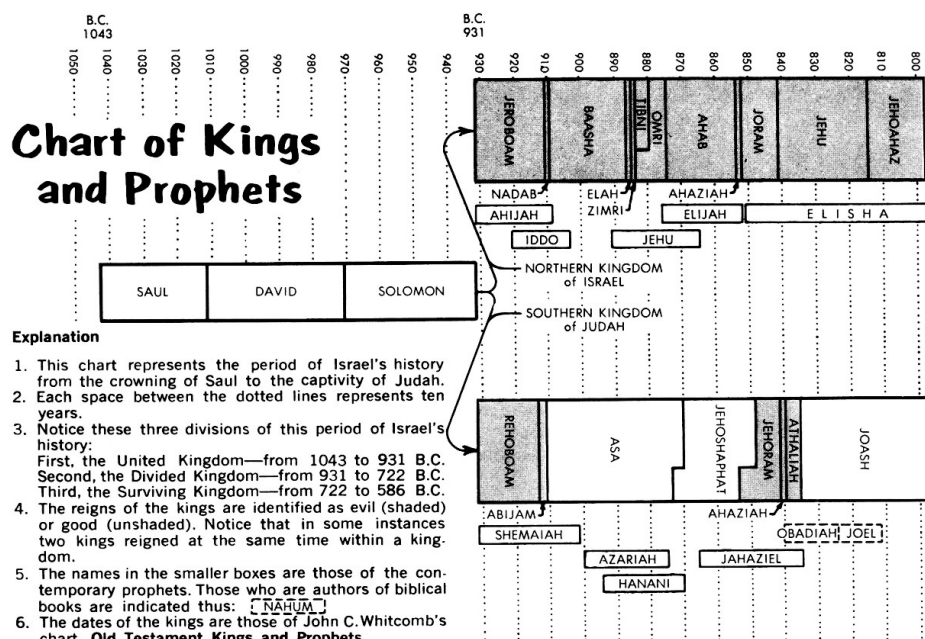 B.C.
1043
B.C.
931
1050
1040
1030
1020
1010
1000
990
980
970
960
950
940
930
920
910
900
890
880
870
860
850
840
830
820
810
800
Chart of Kings
and Prophets
JEROBOAM
BAASHA
TIBNI
OMRI
AHAB
JORAM
JEHU
JEHOAHAZ
NADAB
ELAH
ZIMRI
AHAZIAH
AHIJAH
ELIJAH
ELISHA
IDDO
JEHU
NORTHERN KINGDOM
of ISRAEL
SAUL
DAVID
SOLOMON
SOUTHERN KINGDOM
of JUDAH
Explanation
1. This chart represents the period of Israel's history
from the crowning of Saul to the captivity of Judah.
2. Each space between the dotted lines represents ten
years.
3. Notice these three divisions of this period of Israel's
history:
First, the United Kingdom—from 1043 to 931 B.C.
Second, the Divided Kingdom—from 931 to 722 B.C.
Third, the Surviving Kingdom—from 722 to 586 B.C.
4. The reigns of the kings are identified as evil (shaded)
or good (unshaded). Notice that in some instances
two kings reigned at the same time within a king-
dom.
5. The names in the smaller boxes are those of the con-
temporary prophets. Those who are authors of biblical
books are indicated thus: NAHUM
6. The dates of the kings are those of John C. Whitcomb's
chart, Old Testament Kings and Prophets
REHOBOAM
ASA
JEHOSHAPHAT
JEHORAM
ATHALIAH
JOASH
ABIJAM
AHAZIAH
SHEMAIAH
OBADIAH
JOEL
AZARIAH
JAHAZIEL
HANANI